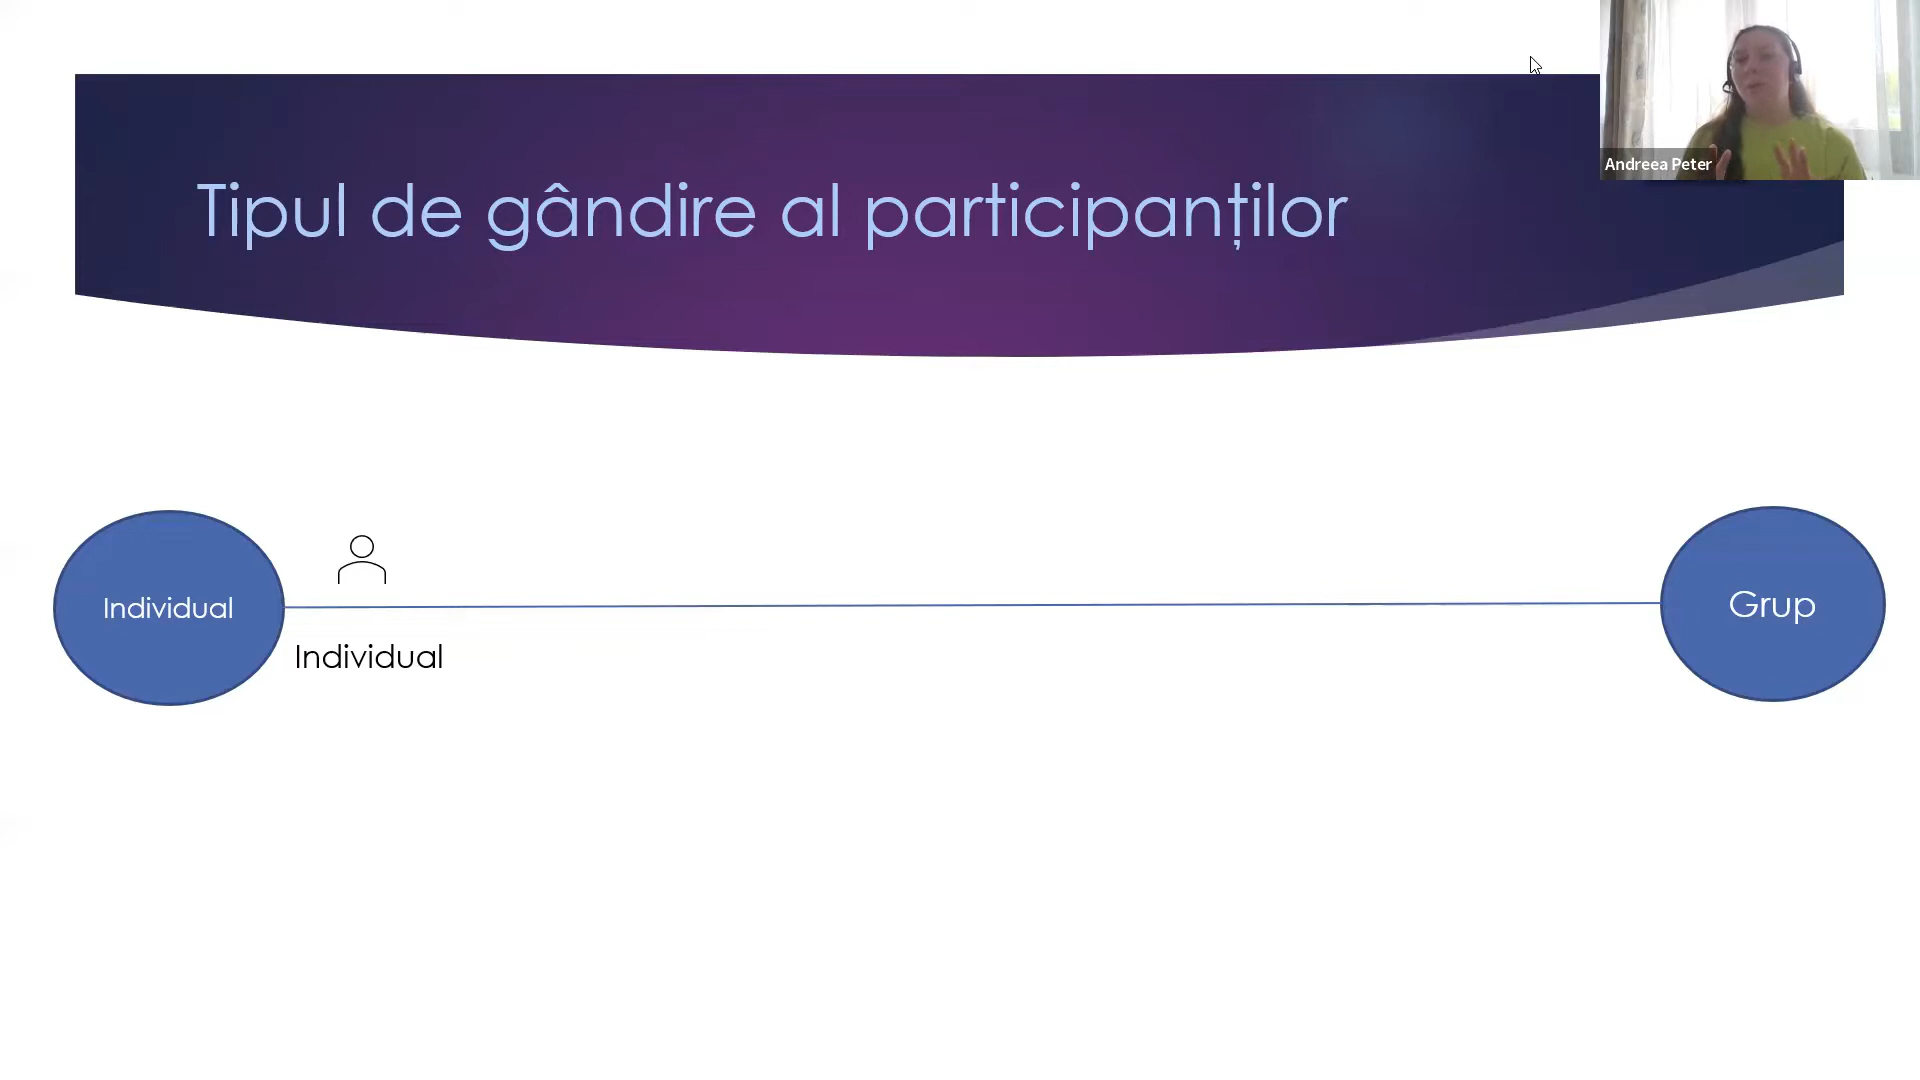 Andreea Peter
Tipul de gândire al participanților
Individual
Grup
Individual